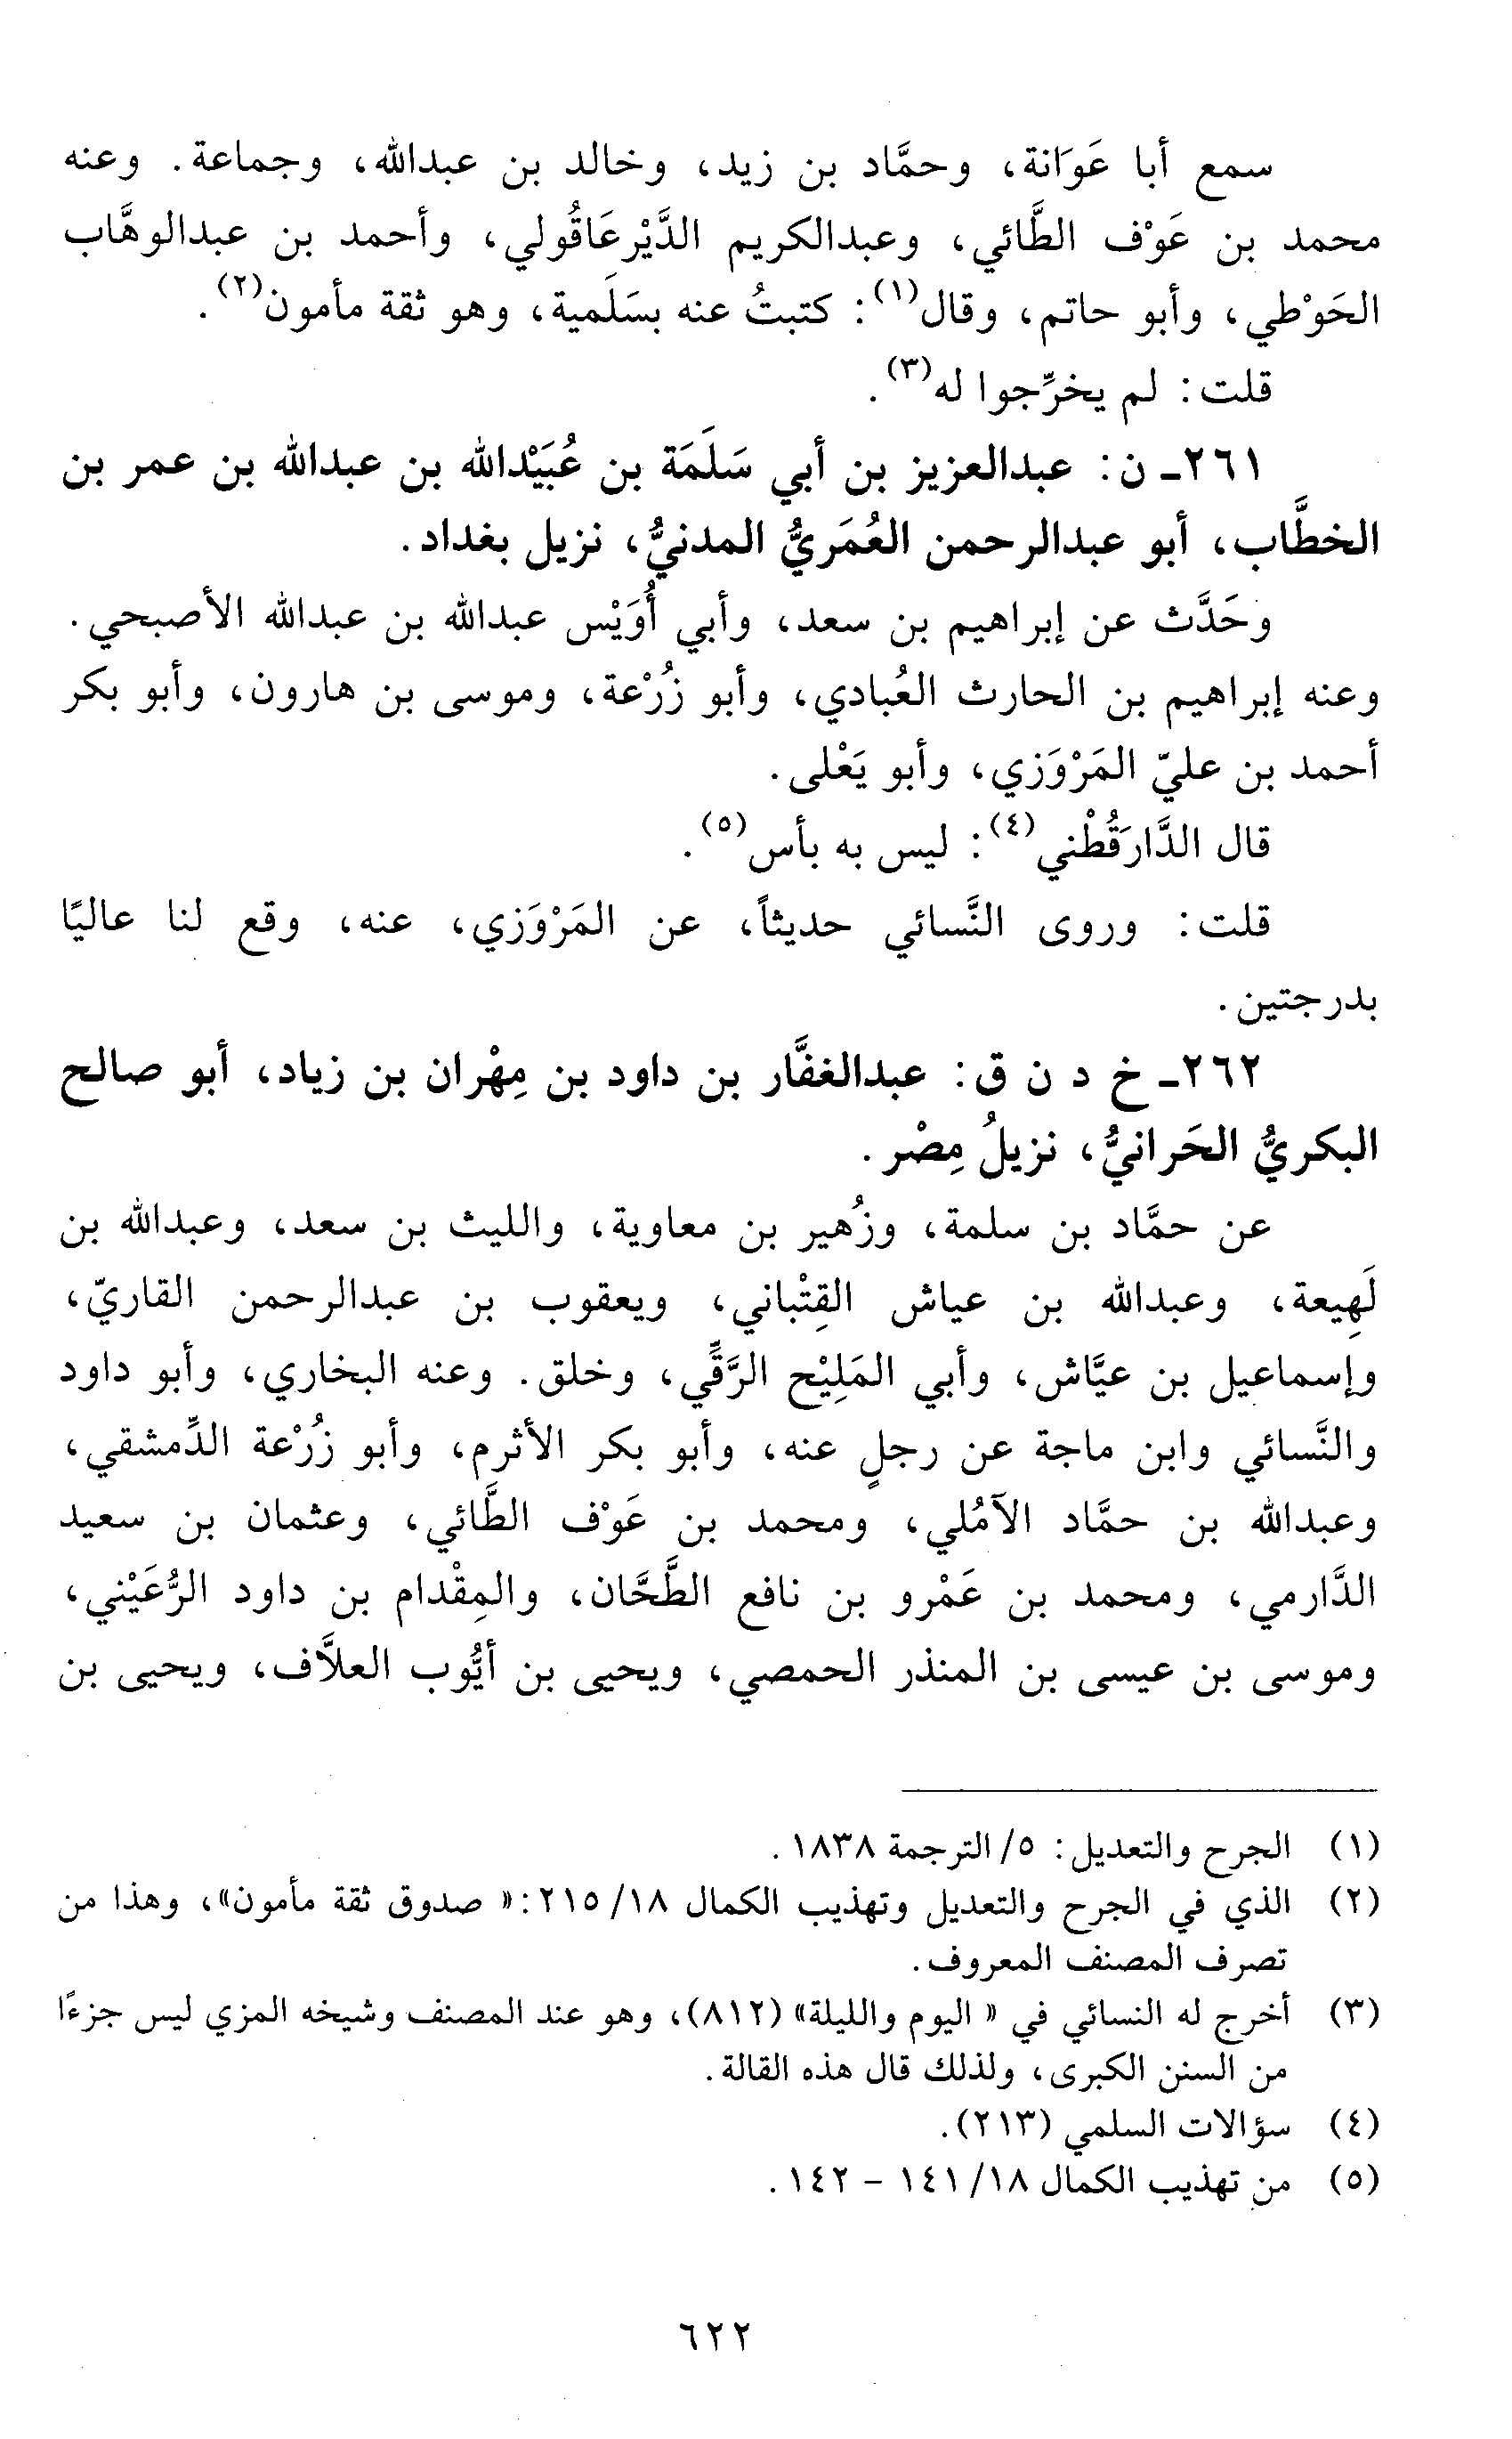 سمع أبا عَوَانة، وحمَّاد بن زيد، وخالد بن عبدالله، وجماعة. وعنه
محمد بن عَوْف الطَّائي، وعبدالكريم الدَّيْرعَاقُولي، وأحمد بن عبدالوهَّاب
الحَوْطي، وأبو حاتم، وقال(١): كتبتُ عنه بسَلَمية، وهو ثقة مأمون(٢).
قلت: لم يخرِّجوا له(٣).
٢٦١ـ ن: عبدالعزيز بن أبي سَلَمَة بن عُبَيْدالله بن عبدالله بن عمر بن
الخطَّاب، أبو عبدالرحمن العُمَريُّ المدنيُّ، نزيل بغداد.
وحَدَّث عن إبراهيم بن سعد، وأبي أُوَيْس عبدالله بن عبدالله الأصبحي.
وعنه إبراهيم بن الحارث العُبادي، وأبو زُرْعة، وموسى بن هارون، وأبو بكر
أحمد بن عليّ المَرْوَزي، وأبو يَعْلى.
قال الدَّارَقُطْني(٤): ليس به بأس(٥).
قلت: وروى النَّسائي حديثاً، عن المَرْوَزي، عنه، وقع لنا عاليًا
بدرجتين.
٢٦٢ـ خ د ن ق: عبدالغفَّار بن داود بن مِهْران بن زياد، أبو صالح
البكريُّ الحَرانيُّ، نزيلُ مِصْر.
عن حمَّاد بن سلمة، وزُهير بن معاوية، والليث بن سعد، وعبدالله بن
لَهِيعة، وعبدالله بن عياش القِتْباني، ويعقوب بن عبدالرحمن القاريّ،
وإسماعيل بن عيَّاش، وأبي المَلِيْح الرَّقِّي، وخلق. وعنه البخاري، وأبو داود
والنَّسائي وابن ماجة عن رجلٍ عنه، وأبو بكر الأثرم، وأبو زُرْعة الدِّمشقي،
وعبدالله بن حمَّاد الآمُلي، ومحمد بن عَوْف الطَّائي، وعثمان بن سعيد
الدَّارمي، ومحمد بن عَمْرو بن نافع الطَّحَّان، والمِقْدام بن داود الرُّعَيْني،
وموسى بن عيسى بن المنذر الحمصي، ويحيى بن أيُّوب العلاَّف، ويحيى بن
(١) الجرح والتعديل: ٥/ الترجمة ١٨٣٨.
(٢) الذي في الجرح والتعديل وتهذيب الكمال ١٨/ ٢١٥: « صدوق ثقة مأمون»، وهذا من
تصرف المصنف المعروف.
(٣) أخرج له النسائي في « اليوم والليلة» (٨١٢)، وهو عند المصنف وشيخه المزي ليس جزءًا
من السنن الكبرى، ولذلك قال هذه القالة.
(٤) سؤالات السلمي (٢١٣).
(٥) من تهذيب الكمال ١٨/ ١٤١ - ١٤٢.
٦٢٢